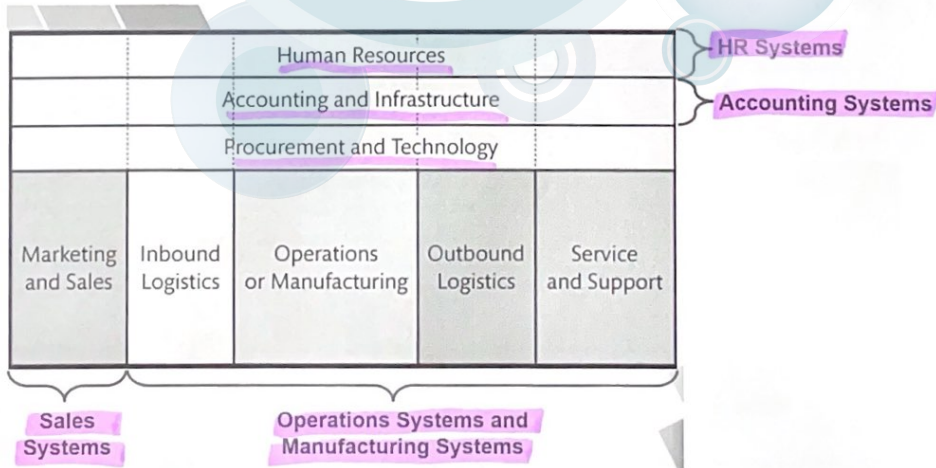 Human Resources
HR Systems
Accounting and Infrastructure
Accounting Systems
Procurement and Technology
Marketing
and Sales
Inbound
Logistics
Operations
or Manufacturing
Outbound
Logistics
Service
and Support
Sales
Systems
Operations Systems and
Manufacturing Systems